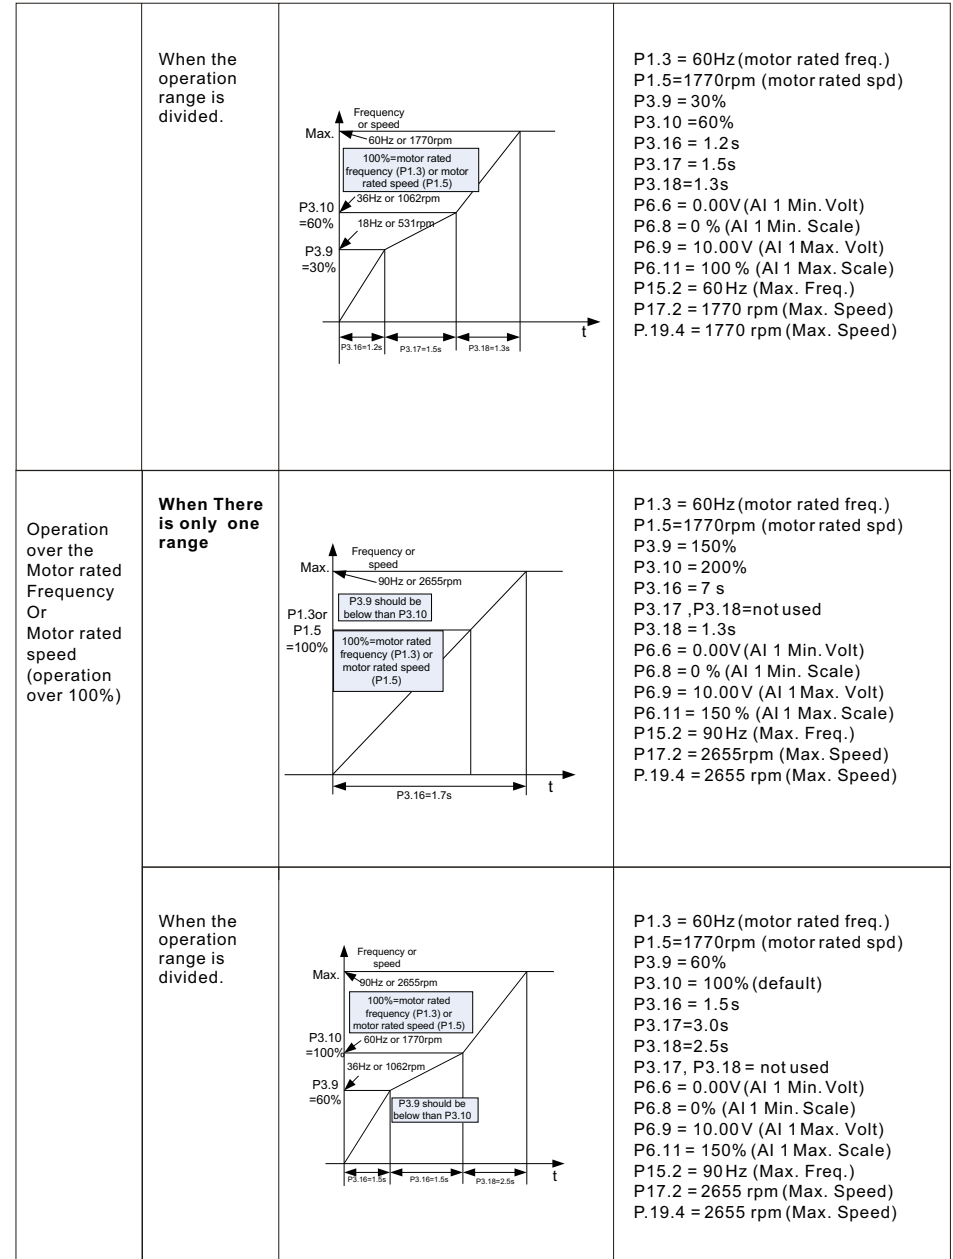 When the
operation
range is
divided.
Frequency
or speed
Max.
60Hz or 1770rpm
100%=motor rated
frequency (P1.3) or motor
rated speed (P1.5)
36Hz or 1062rpm
P3.10
=60%
18Hz or 531rpm
P3.9
=30%
t
P3.16=1.2s
P3.17=1.5s
P3.18=1.3s
P1.3 = 60Hz (motor rated freq.)
P1.5=1770rpm (motor rated spd)
P3.9 = 30%
P3.10 =60%
P3.16 = 1.2s
P3.17 = 1.5s
P3.18=1.3s
P6.6 = 0.00V (AI 1 Min. Volt)
P6.8 = 0 % (AI 1 Min. Scale)
P6.9 = 10.00V (AI 1 Max. Volt)
P6.11 = 100 % (AI 1 Max. Scale)
P15.2 = 60Hz (Max. Freq.)
P17.2 = 1770 rpm (Max. Speed)
P.19.4 = 1770 rpm (Max. Speed)
Operation
over the
Motor rated
Frequency
Or
Motor rated
speed
(operation
over 100%)
When There
is only one
range
Frequency or
speed
Max.
90Hz or 2655rpm
P3.9 should be
below than P3.10
P1.3or
P1.5
=100%
100%=motor rated
frequency (P1.3) or
motor rated speed
(P1.5)
t
P3.16=1.7s
P1.3 = 60Hz (motor rated freq.)
P1.5=1770rpm (motor rated spd)
P3.9 = 150%
P3.10 = 200%
P3.16 = 7 s
P3.17 ,P3.18=not used
P3.18 = 1.3s
P6.6 = 0.00V (AI 1 Min. Volt)
P6.8 = 0 % (AI 1 Min. Scale)
P6.9 = 10.00V (AI 1 Max. Volt)
P6.11 = 150 % (AI 1 Max. Scale)
P15.2 = 90Hz (Max. Freq.)
P17.2 = 2655rpm (Max. Speed)
P.19.4 = 2655 rpm (Max. Speed)
When the
operation
range is
divided.
Frequency or
speed
Max.
90Hz or 2655rpm
100%=motor rated
frequency (P1.3) or
motor rated speed (P1.5)
P3.10
=100%
60Hz or 1770rpm
36Hz or 1062rpm
P3.9
=60%
P3.9 should be
below than P3.10
t
P3.16=1.5s
P3.16=1.5s
P3.18=2.5s
P1.3 = 60Hz (motor rated freq.)
P1.5=1770rpm (motor rated spd)
P3.9 = 60%
P3.10 = 100% (default)
P3.16 = 1.5s
P3.17=3.0s
P3.18=2.5s
P3.17, P3.18 = not used
P6.6 = 0.00V (AI 1 Min. Volt)
P6.8 = 0% (AI 1 Min. Scale)
P6.9 = 10.00V (AI 1 Max. Volt)
P6.11 = 150% (AI 1 Max. Scale)
P15.2 = 90Hz (Max. Freq.)
P17.2 = 2655 rpm (Max. Speed)
P.19.4 = 2655 rpm (Max. Speed)